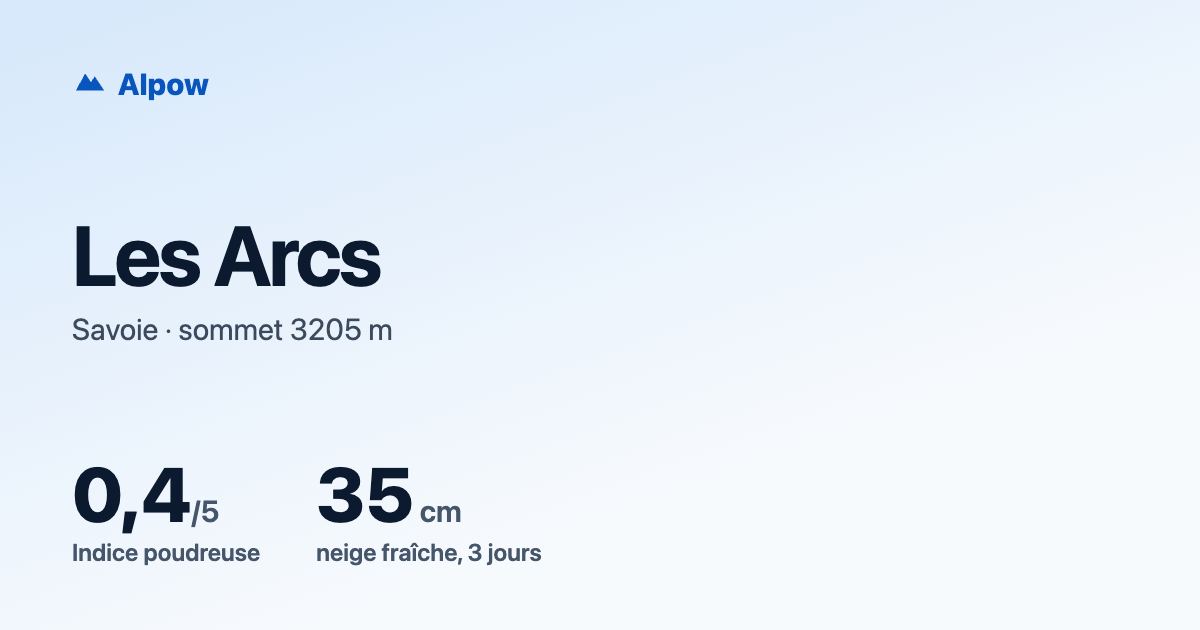 Alpow
Les Arcs
Savoie · sommet 3205 m
0,4/5
Indice poudreuse
35 cm
neige fraîche, 3 jours